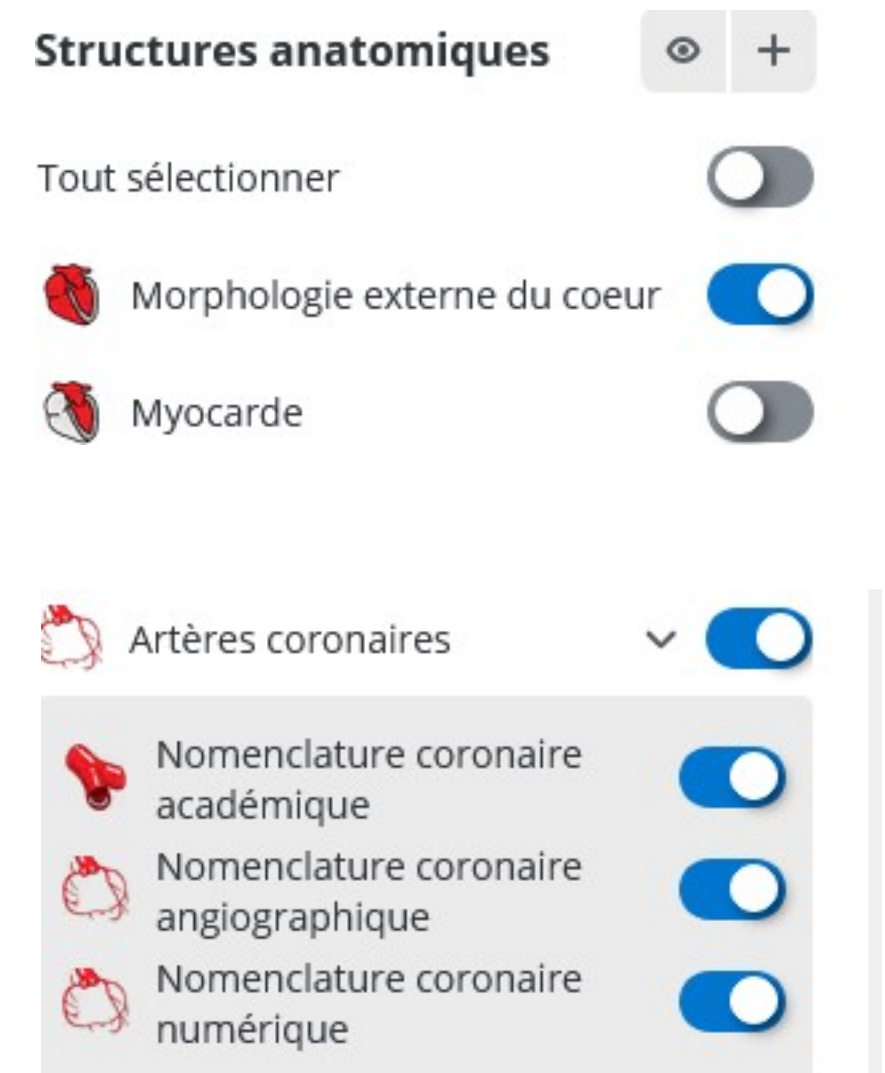 Structures anatomiques
Tout sélectionner
Morphologie externe du coeur
Myocarde
Artères coronaires
Nomenclature coronaire
académique
Nomenclature coronaire
angiographique
Nomenclature coronaire
numérique